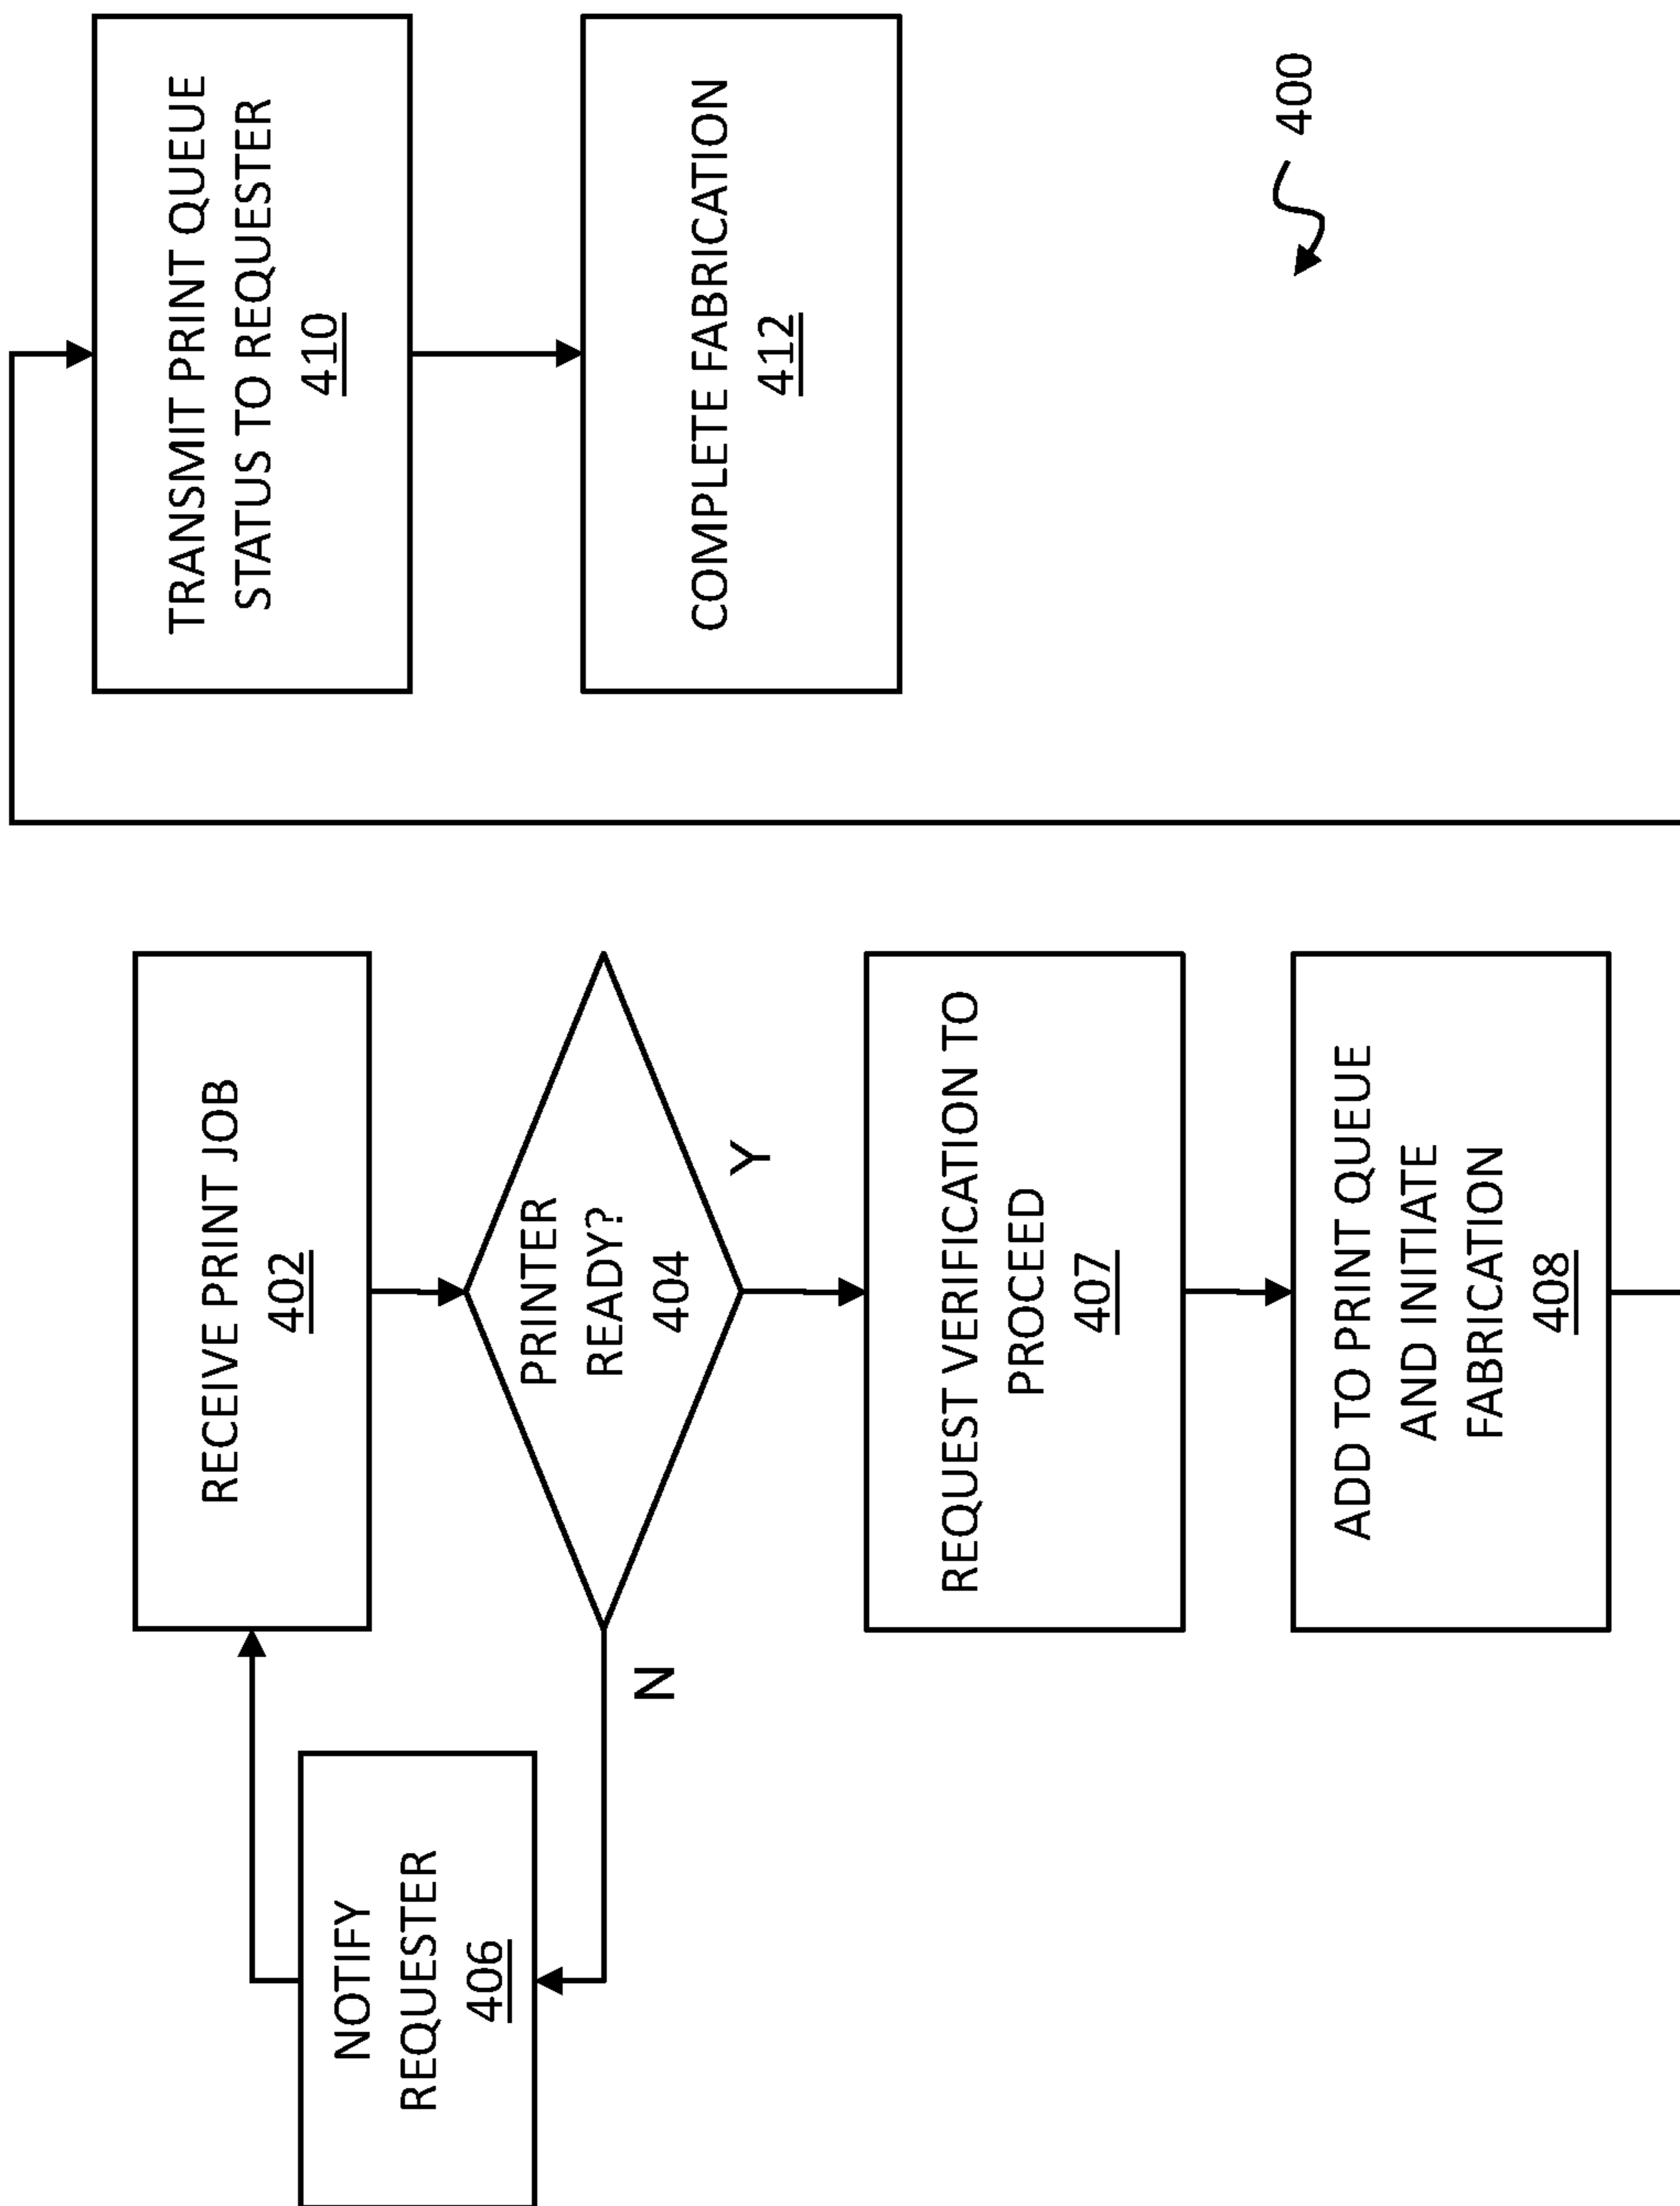 RECEIVE PRINT JOB
402
PRINTER
READY?
404
N
Y
NOTIFY
REQUESTER
406
REQUEST VERIFICATION TO
PROCEED
407
ADD TO PRINT QUEUE
AND INITIATE
FABRICATION
408
TRANSMIT PRINT QUEUE
STATUS TO REQUESTER
410
COMPLETE FABRICATION
412
400